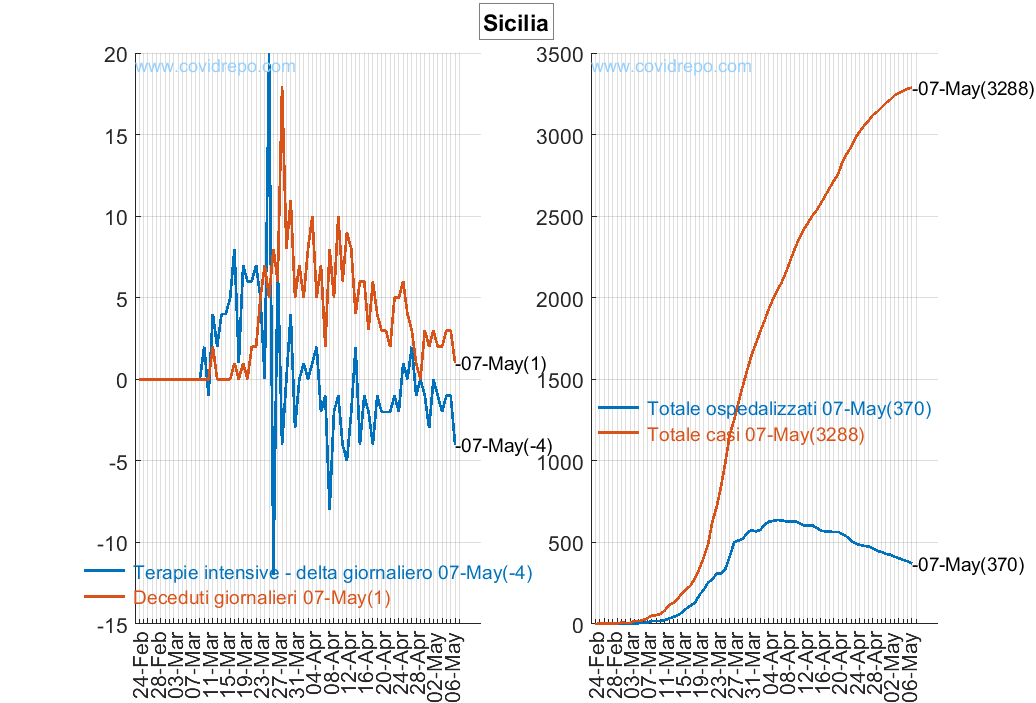 Sicilia
www.covidrepo.com
20
15
10
5
0
-5
-10
-15
-07-May(1)
-07-May(-4)
Terapie intensive - delta giornaliero 07-May(-4)
Deceduti giornalieri 07-May(1)
24-Feb
28-Feb
03-Mar
07-Mar
11-Mar
15-Mar
19-Mar
23-Mar
27-Mar
31-Mar
04-Apr
08-Apr
12-Apr
16-Apr
20-Apr
24-Apr
28-Apr
02-May
06-May
www.covidrepo.com
3500
3000
2500
2000
1500
1000
500
0
-07-May(3288)
Totale ospedalizzati 07-May(370)
Totale casi 07-May(3288)
-07-May(370)
24-Feb
28-Feb
03-Mar
07-Mar
11-Mar
15-Mar
19-Mar
23-Mar
27-Mar
31-Mar
04-Apr
08-Apr
12-Apr
16-Apr
20-Apr
24-Apr
28-Apr
02-May
06-May